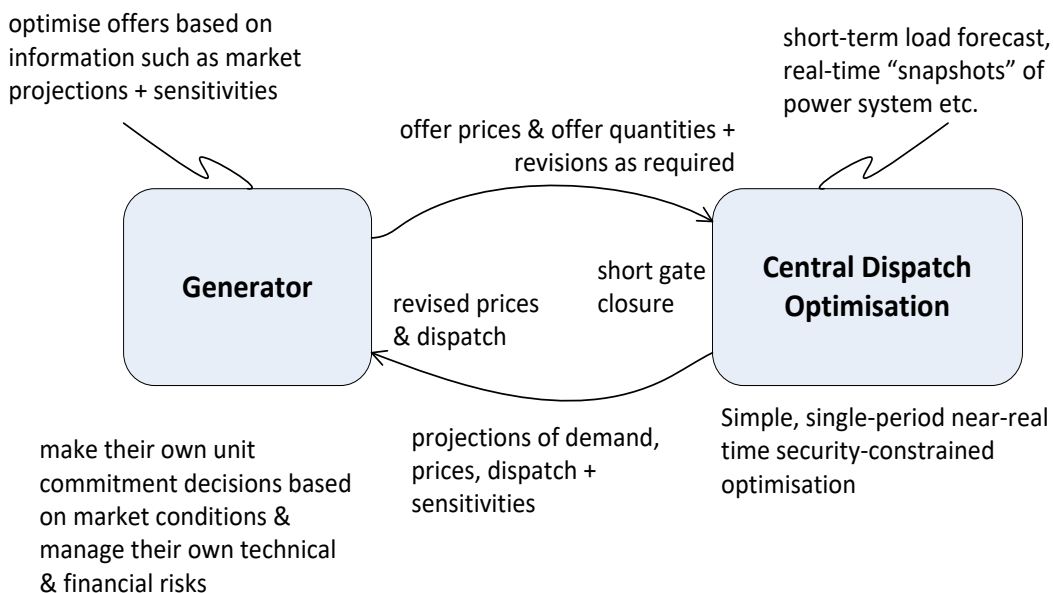 optimise offers based on
information such as market
projections + sensitivities
short-term load forecast,
real-time “snapshots” of
power system etc.
offer prices & offer quantities +
revisions as required
Generator
revised prices
& dispatch
short gate
closure
Central Dispatch
Optimisation
make their own unit
commitment decisions based
on market conditions &
manage their own technical
& financial risks
projections of demand,
prices, dispatch +
sensitivities
Simple, single-period near-real
time security-constrained
optimisation